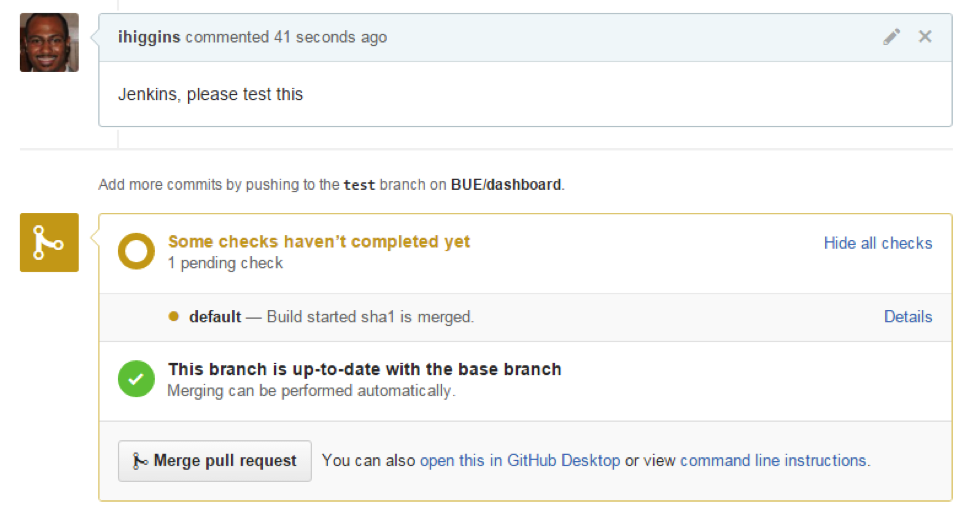 ihiggins commented 41 seconds ago
Jenkins, please test this
Add more commits by pushing to the test branch on BUE/dashboard.
Some checks haven’t completed yet
Hide all checks
1 pending check
default — Build started sha1 is merged.
Details
This branch is up-to-date with the base branch
Merging can be performed automatically.
Merge pull request You can also open this in GitHub Desktop or view command line instructions.